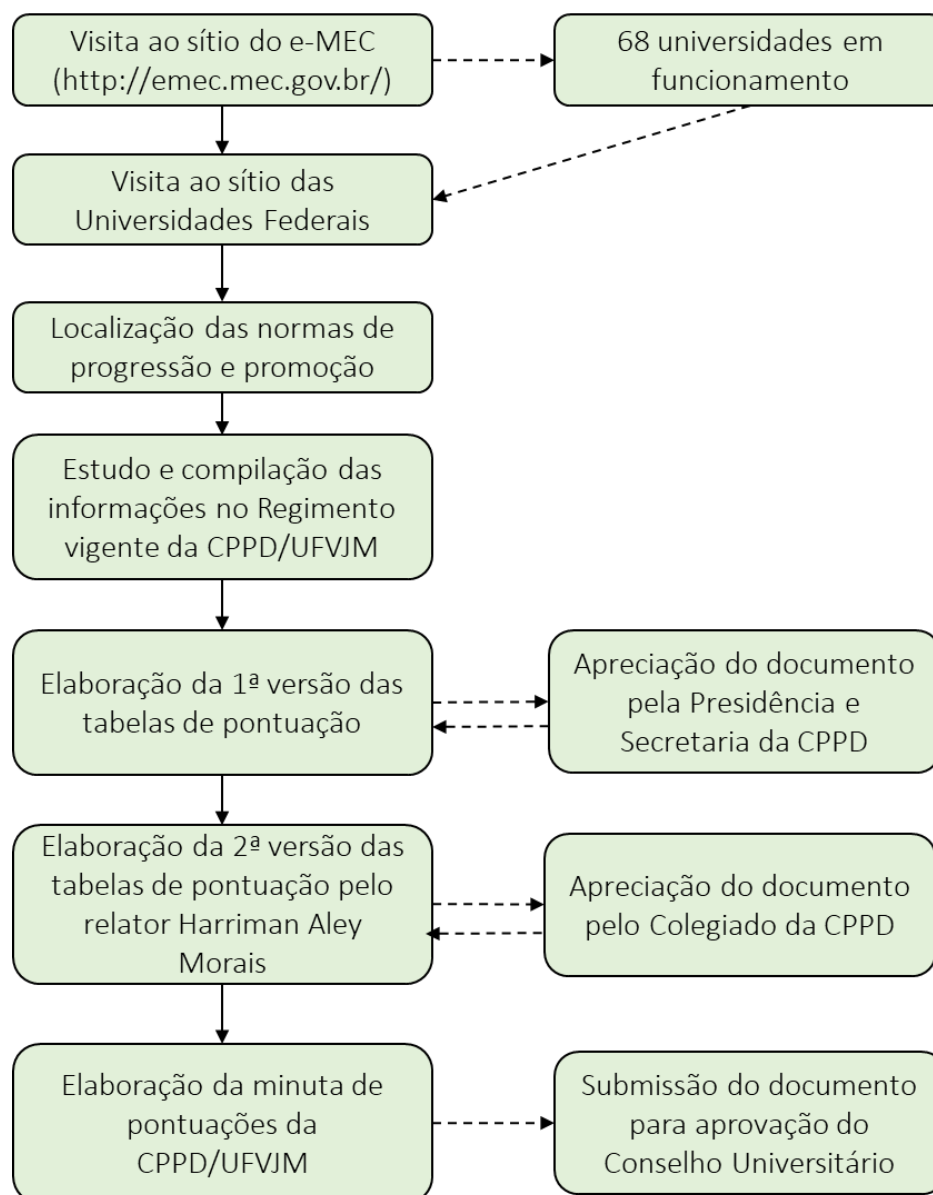 Visita ao sítio do e-MEC
(http://emec.mec.gov.br/)
68 universidades em
funcionamento
Visita ao sítio das
Universidades Federais
Localização das normas de
progressão e promoção
Estudo e compilação das
informações no Regimento
vigente da CPPD/UFVJM
Elaboração da 1ª versão das
tabelas de pontuação
Apreciação do documento
pela Presidência e
Secretaria da CPPD
Elaboração da 2ª versão das
tabelas de pontuação pelo
relator Harriman Aley
Morais
Apreciação do documento
pelo Colegiado da CPPD
Elaboração da minuta de
pontuações da
CPPD/UFVJM
Submissão do documento
para aprovação do
Conselho Universitário